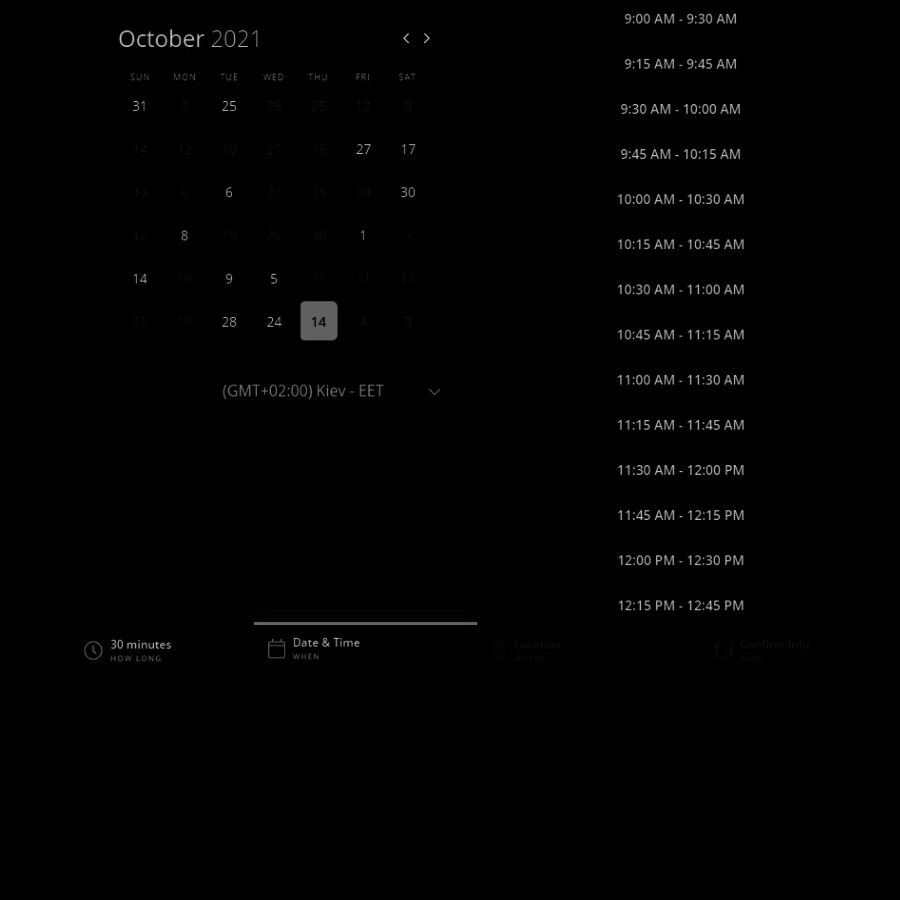 October 2021
SUN MON TUE WED THU FRI SAT
31 3 25 29 25 12 3
14 12 10 27 16 27 17
13 6 6 27 15 19 30
12 8 19 29 30 1 7
14 19 9 5 11 31 15
21 19 28 24 14 4 3
(GMT+02:00) Kiev - EET
9:00 AM - 9:30 AM
9:15 AM - 9:45 AM
9:30 AM - 10:00 AM
9:45 AM - 10:15 AM
10:00 AM - 10:30 AM
10:15 AM - 10:45 AM
10:30 AM - 11:00 AM
10:45 AM - 11:15 AM
11:00 AM - 11:30 AM
11:15 AM - 11:45 AM
11:30 AM - 12:00 PM
11:45 AM - 12:15 PM
12:00 PM - 12:30 PM
12:15 PM - 12:45 PM
30 minutes
HOW LONG
Date & Time
WHEN
Location
WHERE
Confirm Info
WHO